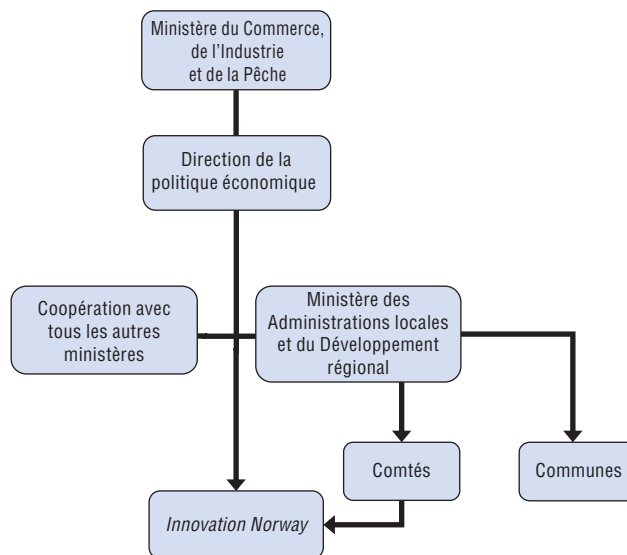 Ministère du Commerce,
de l’Industrie
et de la Pêche
Direction de la
politique économique
Coopération avec
tous les autres
ministères
Ministère des
Administrations locales
et du Développement
régional
Comtés
Communes
Innovation Norway